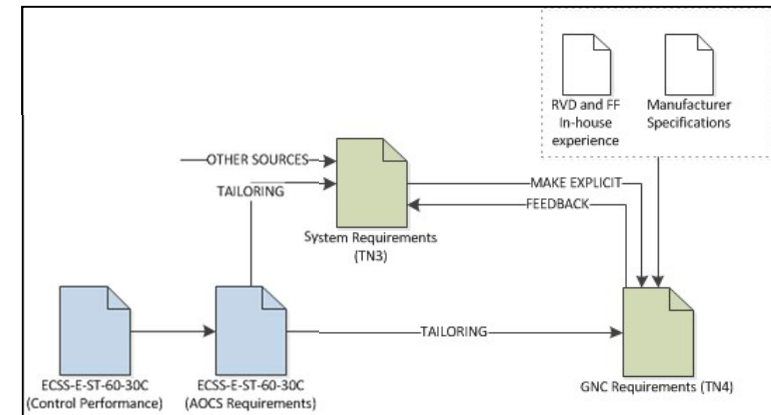 RVD and FF
In-house
experience
Manufacturer
Specifications
OTHER SOURCES
TAILORING
MAKE EXPLICIT
FEEDBACK
System Requirements
(TN3)
TAILORING
ECSS-E-ST-60-30C
(Control Performance)
ECSS-E-ST-60-30C
(AOCS Requirements)
GNC Requirements (TN4)